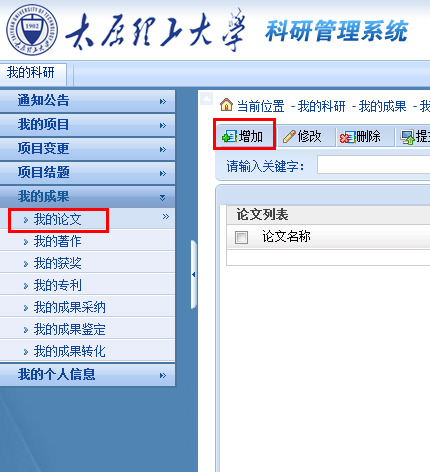 太原理工大学 科研管理系统
1902
我的科研
通知公告
我的项目
项目变更
项目结题
我的成果
我的论文
我的著作
我的获奖
我的专利
我的成果采纳
我的成果鉴定
我的成果转化
我的个人信息
当前位置 -我的科研 -我的成果 -我
增加 修改 删除 提
请输入关键字:
论文列表
论文名称